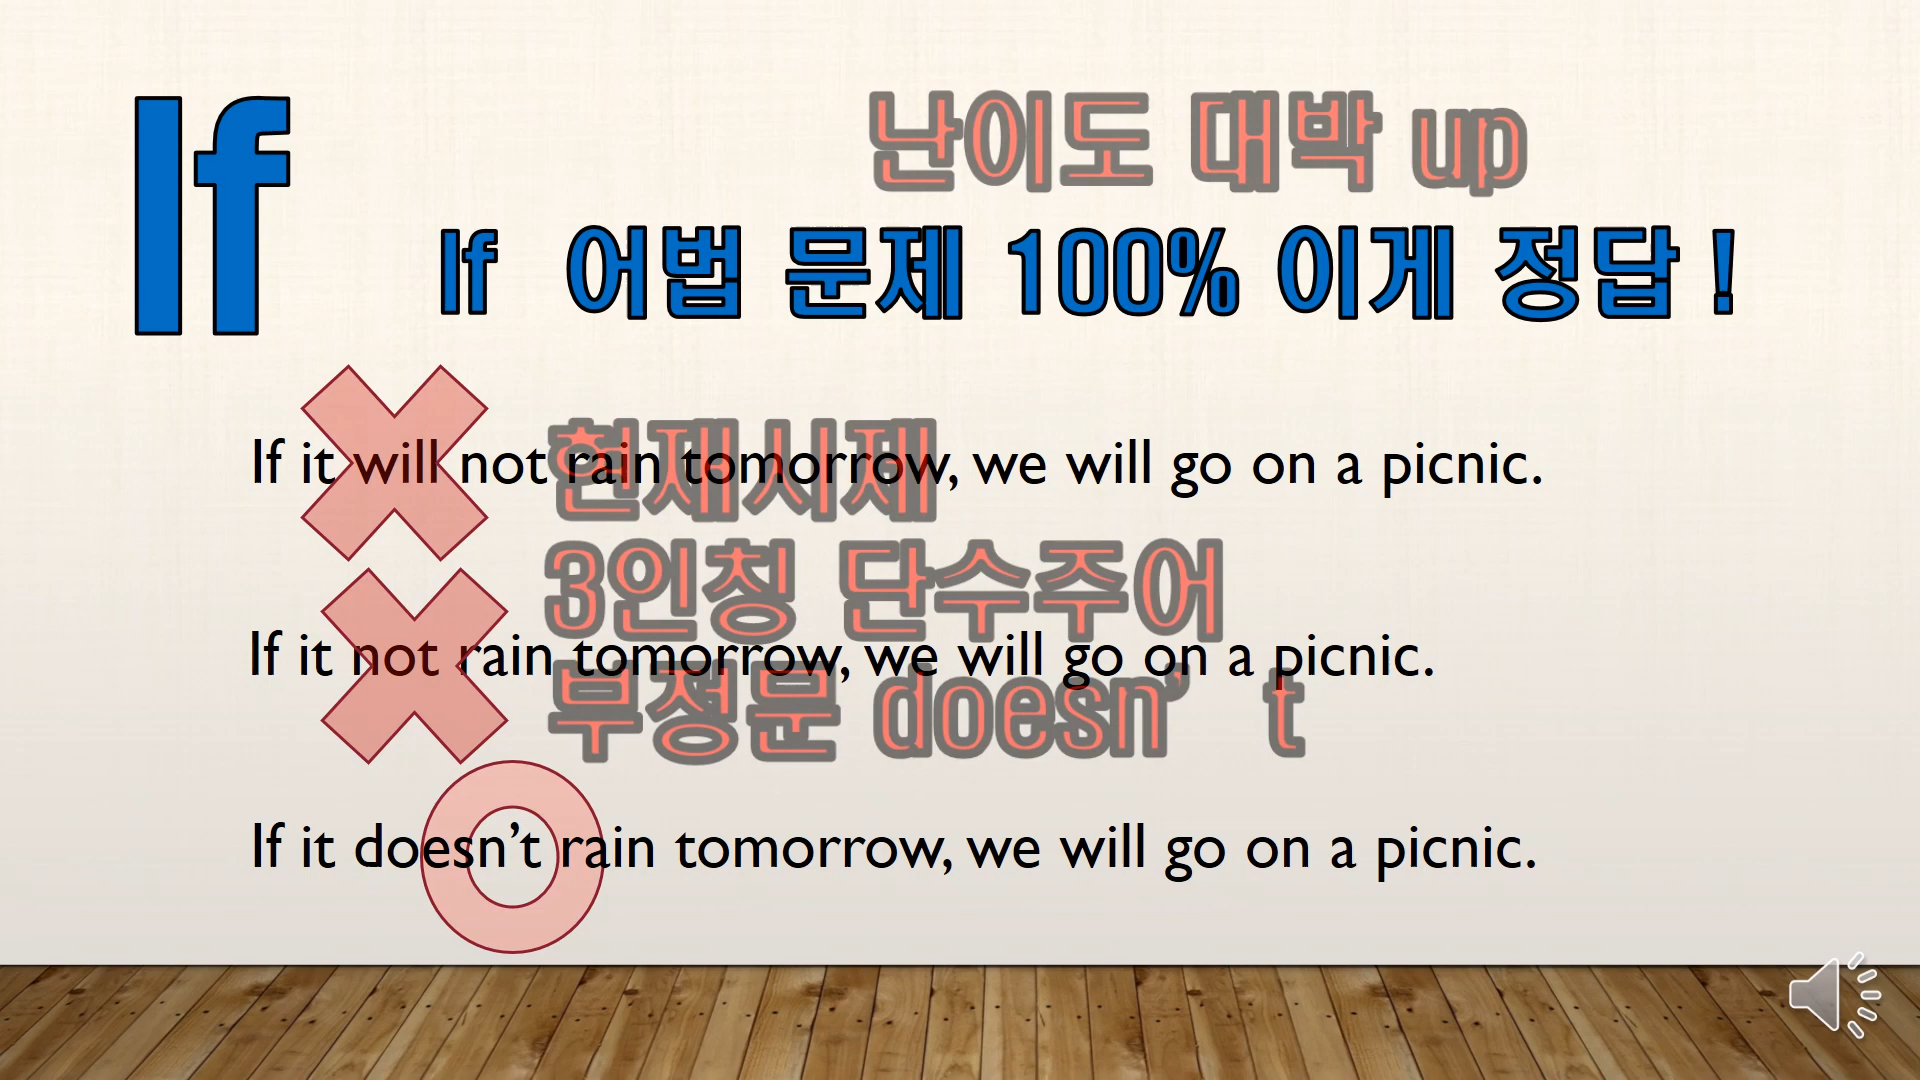 If
난이도 대박 up
If 어법 문제 100% 이게 정답 !
If it will not rain tomorrow, we will go on a picnic.
현재시제
3인칭 단수주어
If it not rain tomorrow, we will go on a picnic.
부정문 doesn’t
If it doesn’t rain tomorrow, we will go on a picnic.